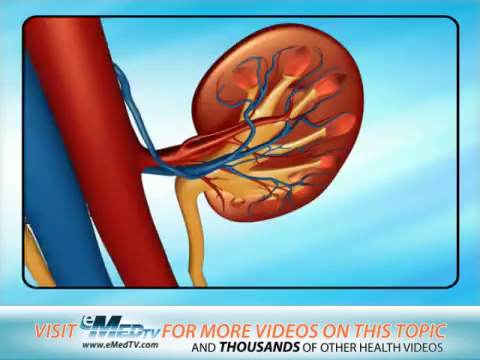 VISIT eMEDTV FOR MORE VIDEOS ON THIS TOPIC
www.eMedTV.com AND THOUSANDS OF OTHER HEALTH VIDEOS